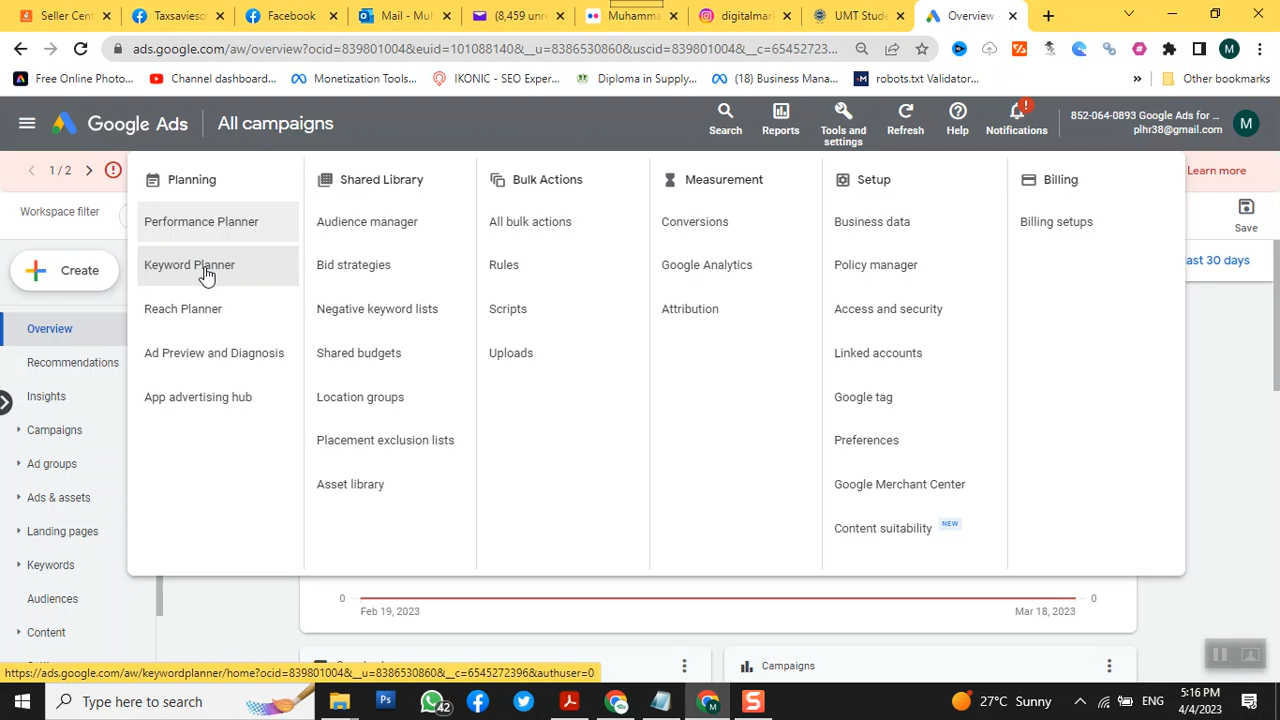 Seller Cent
Taxsavieso
Facebook
Mail - Muh
(8,459 unr
Muhamma
digitalmark
UMT Stude
Overview -
ads.google.com/aw/overview?ocid=839801004&euid=101088140&__u=8386530860&uscid=839801004&__c=65452723...
M
Free Online Photo...
Channel dashboard...
Monetization Tools...
IKONIC - SEO Exper...
Diploma in Supply...
(18) Business Mana...
robots.txt Validator...
»
Other bookmarks
Google Ads
All campaigns
Search
Reports
Tools and settings
Refresh
Help
Notifications
852-064-0893 Google Ads for ...
plhr38@gmail.com
M
1 / 2
Learn more
Workspace filter
Save
Create
ast 30 days
Overview
Recommendations
Insights
Campaigns
Ad groups
Ads & assets
Landing pages
Keywords
Audiences
Content
Planning
Performance Planner
Keyword Planner
Reach Planner
Ad Preview and Diagnosis
App advertising hub
Shared Library
Audience manager
Bid strategies
Negative keyword lists
Shared budgets
Location groups
Placement exclusion lists
Asset library
Bulk Actions
All bulk actions
Rules
Scripts
Uploads
Measurement
Conversions
Google Analytics
Attribution
Setup
Business data
Policy manager
Access and security
Linked accounts
Google tag
Preferences
Google Merchant Center
Content suitability NEW
Billing
Billing setups
0
0
Feb 19, 2023
Mar 18, 2023
Campaigns
https://ads.google.com/aw/keywordplanner/home?ocid=839801004&__u=8386530860&__c=6545272396&authuser=0
Type here to search
Ps
42
S
27°C Sunny
ENG
5:16 PM
4/4/2023